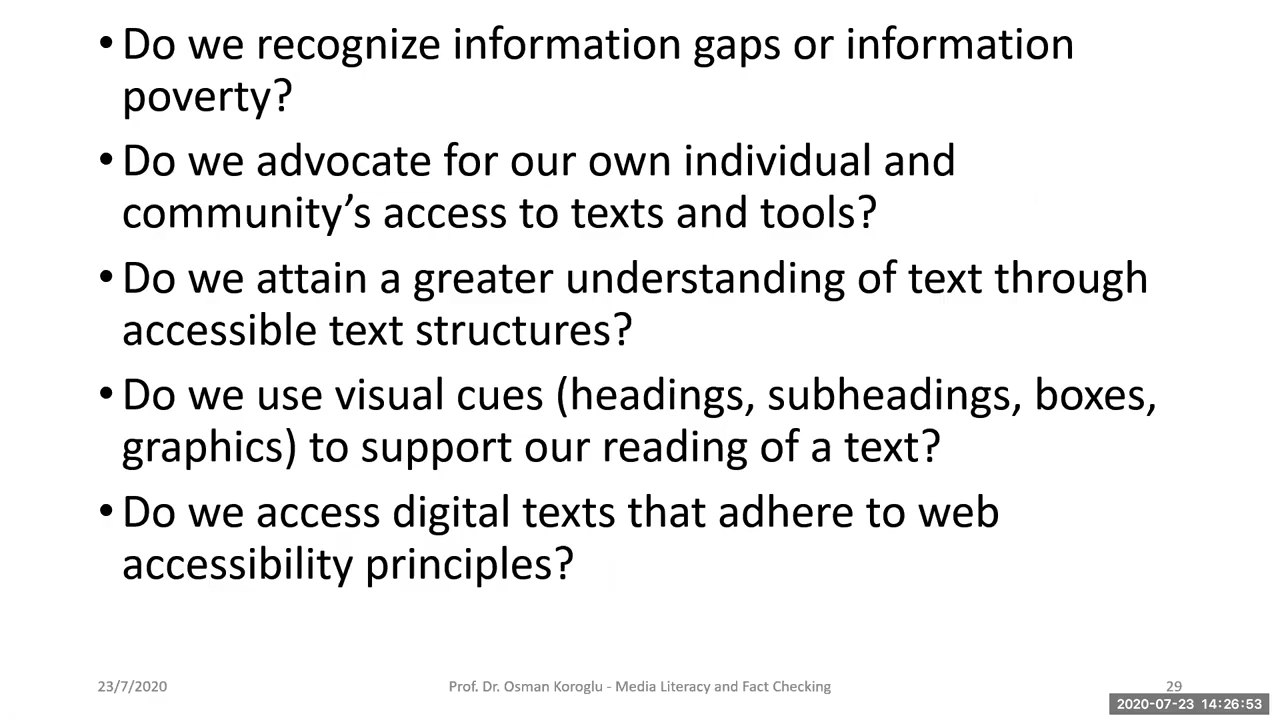 • Do we recognize information gaps or information
poverty?
• Do we advocate for our own individual and
community’s access to texts and tools?
• Do we attain a greater understanding of text through
accessible text structures?
• Do we use visual cues (headings, subheadings, boxes,
graphics) to support our reading of a text?
• Do we access digital texts that adhere to web
accessibility principles?
23/7/2020
Prof. Dr. Osman Koroglu - Media Literacy and Fact Checking
29
2020-07-23 14:26:53